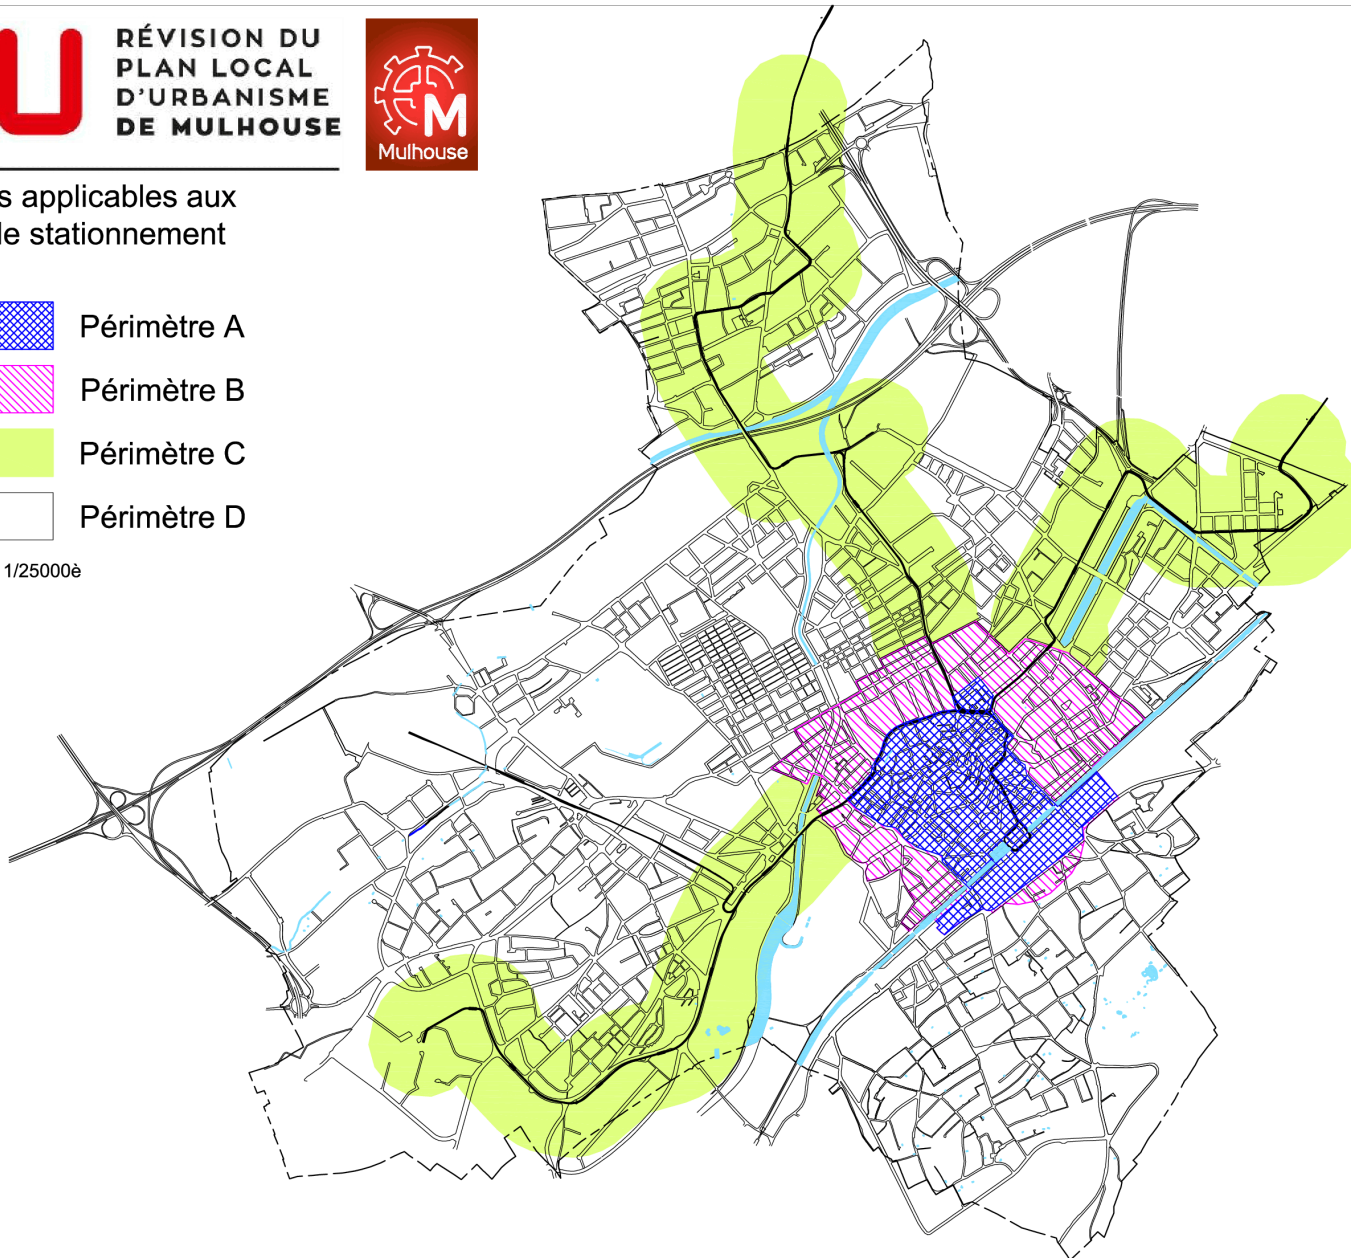 U
RÉVISION DU
PLAN LOCAL
D'URBANISME
DE MULHOUSE
M
Mulhouse
s applicables aux
le stationnement
Périmètre A
Périmètre B
Périmètre C
Périmètre D
1/25000è